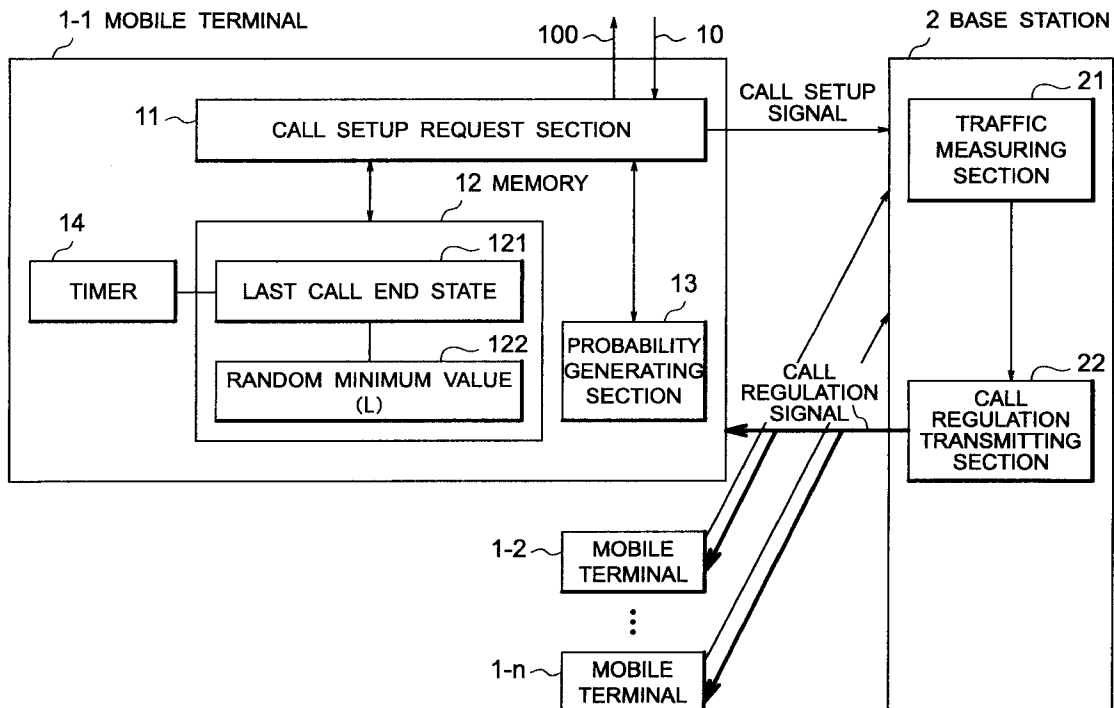 1-1 MOBILE TERMINAL
100
10
2 BASE STATION
11
CALL SETUP REQUEST SECTION
CALL SETUP
SIGNAL
21
TRAFFIC
MEASURING
SECTION
12 MEMORY
14
TIMER
121
LAST CALL END STATE
122
RANDOM MINIMUM VALUE
(L)
13
PROBABILITY
GENERATING
SECTION
CALL
REGULATION
SIGNAL
22
CALL
REGULATION
TRANSMITTING
SECTION
1-2
MOBILE
TERMINAL
1-n
MOBILE
TERMINAL